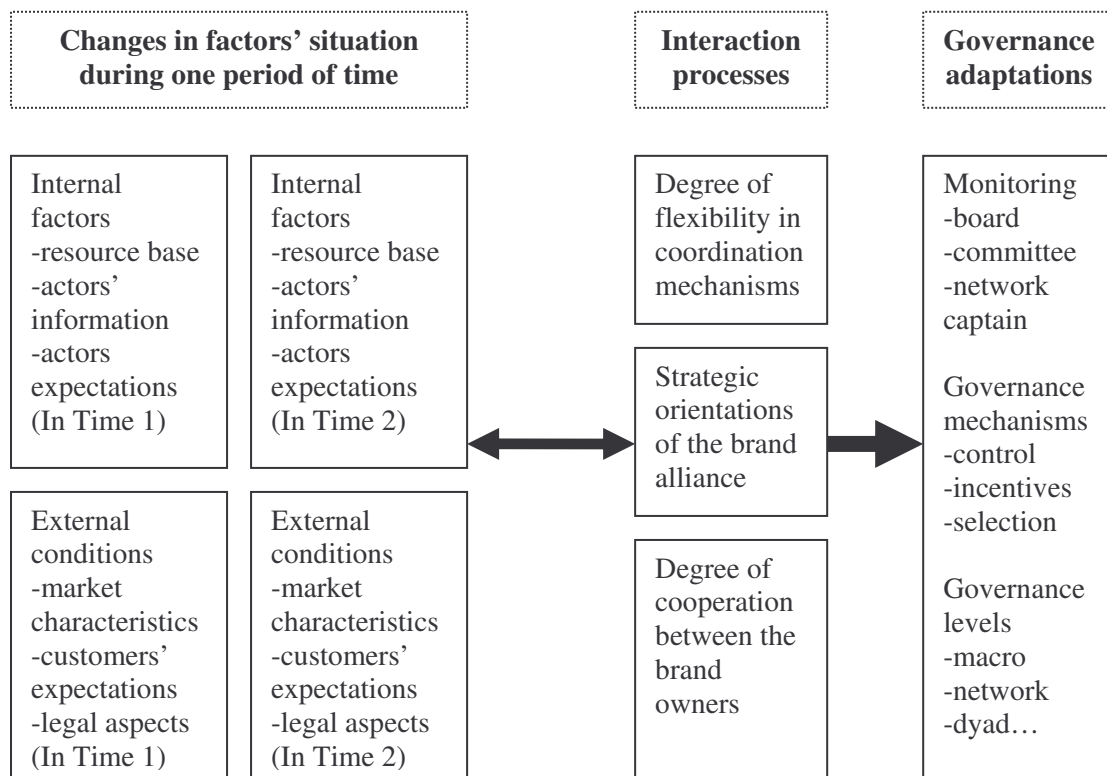 Changes in factors’ situation
during one period of time
Interaction
processes
Governance
adaptations
Internal
factors
-resource base
-actors’
information
-actors
expectations
(In Time 1)
Internal
factors
-resource base
-actors’
information
-actors
expectations
(In Time 2)
External
conditions
-market
characteristics
-customers’
expectations
-legal aspects
(In Time 1)
External
conditions
-market
characteristics
-customers’
expectations
-legal aspects
(In Time 2)
Degree of
flexibility in
coordination
mechanisms
Strategic
orientations
of the brand
alliance
Degree of
cooperation
between the
brand
owners
Monitoring
-board
-committee
-network
captain
Governance
mechanisms
-control
-incentives
-selection
Governance
levels
-macro
-network
-dyad…